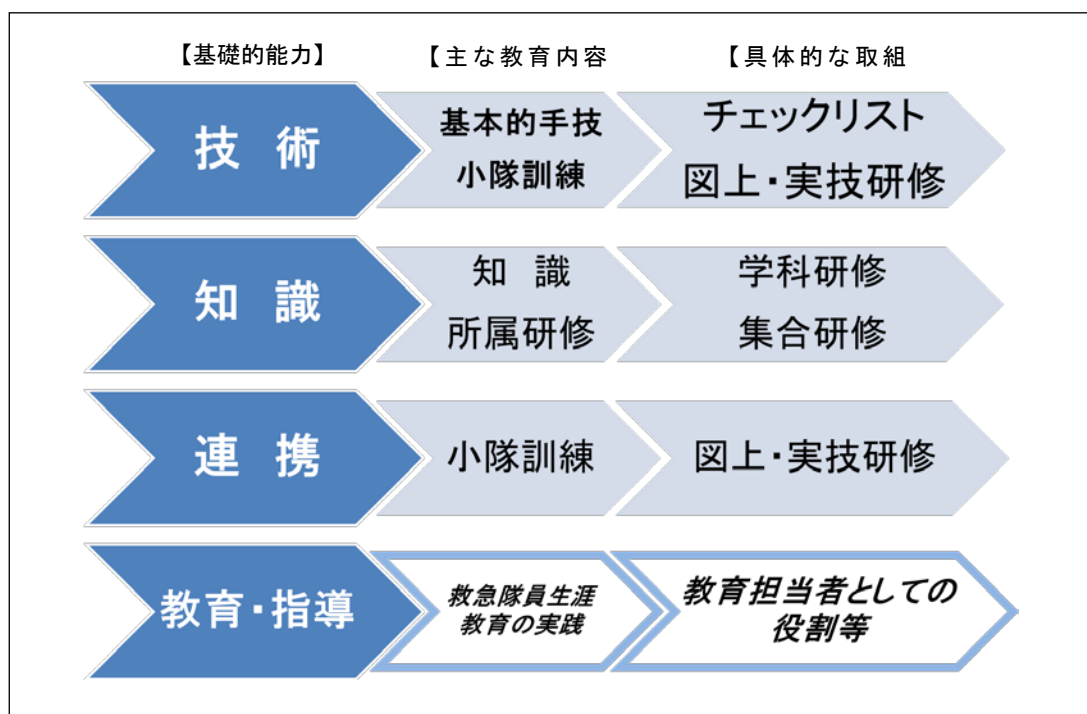 【基礎的能力】 【主な教育内容 【具体的な取組
技 術
基本的手技
小隊訓練
チェックリスト
図上・実技研修
知 識
知 識
所属研修
学科研修
集合研修
連 携
小隊訓練
図上・実技研修
教育・指導
救急隊員生涯
教育の実践
教育担当者としての
役割等